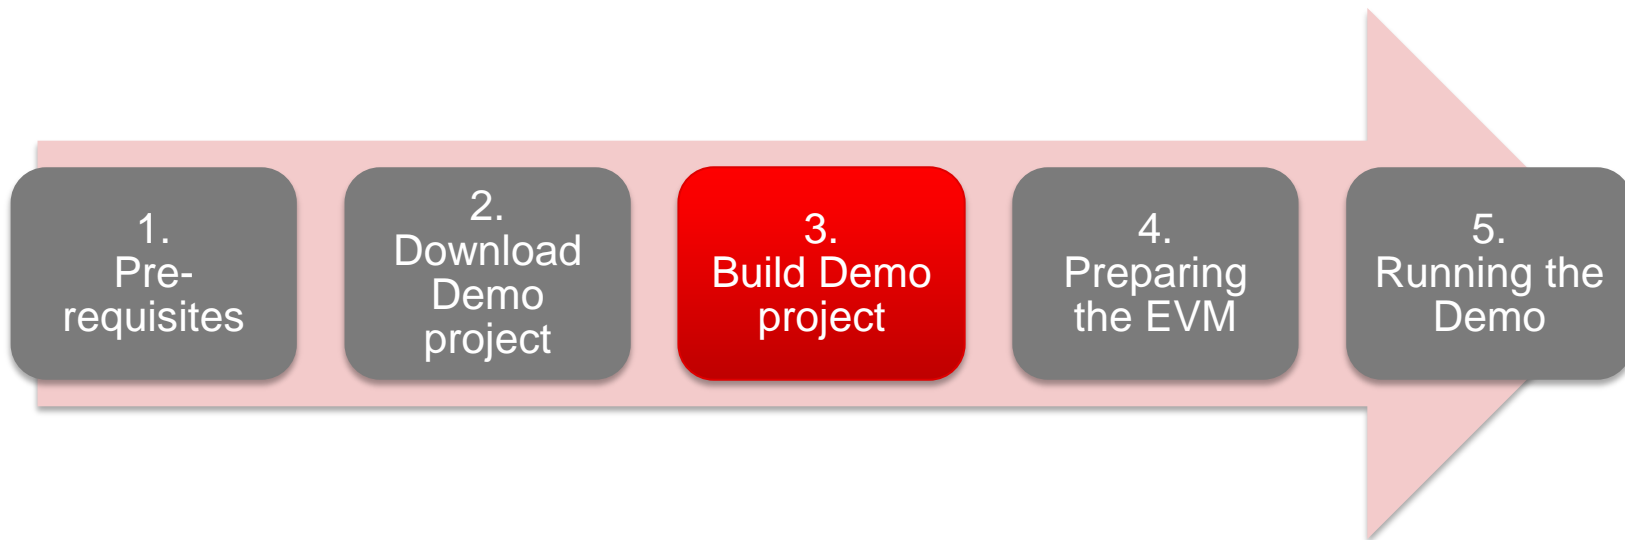 1.
Pre-
requisites
2.
Download
Demo
project
3.
Build Demo
project
4.
Preparing
the EVM
5.
Running the
Demo